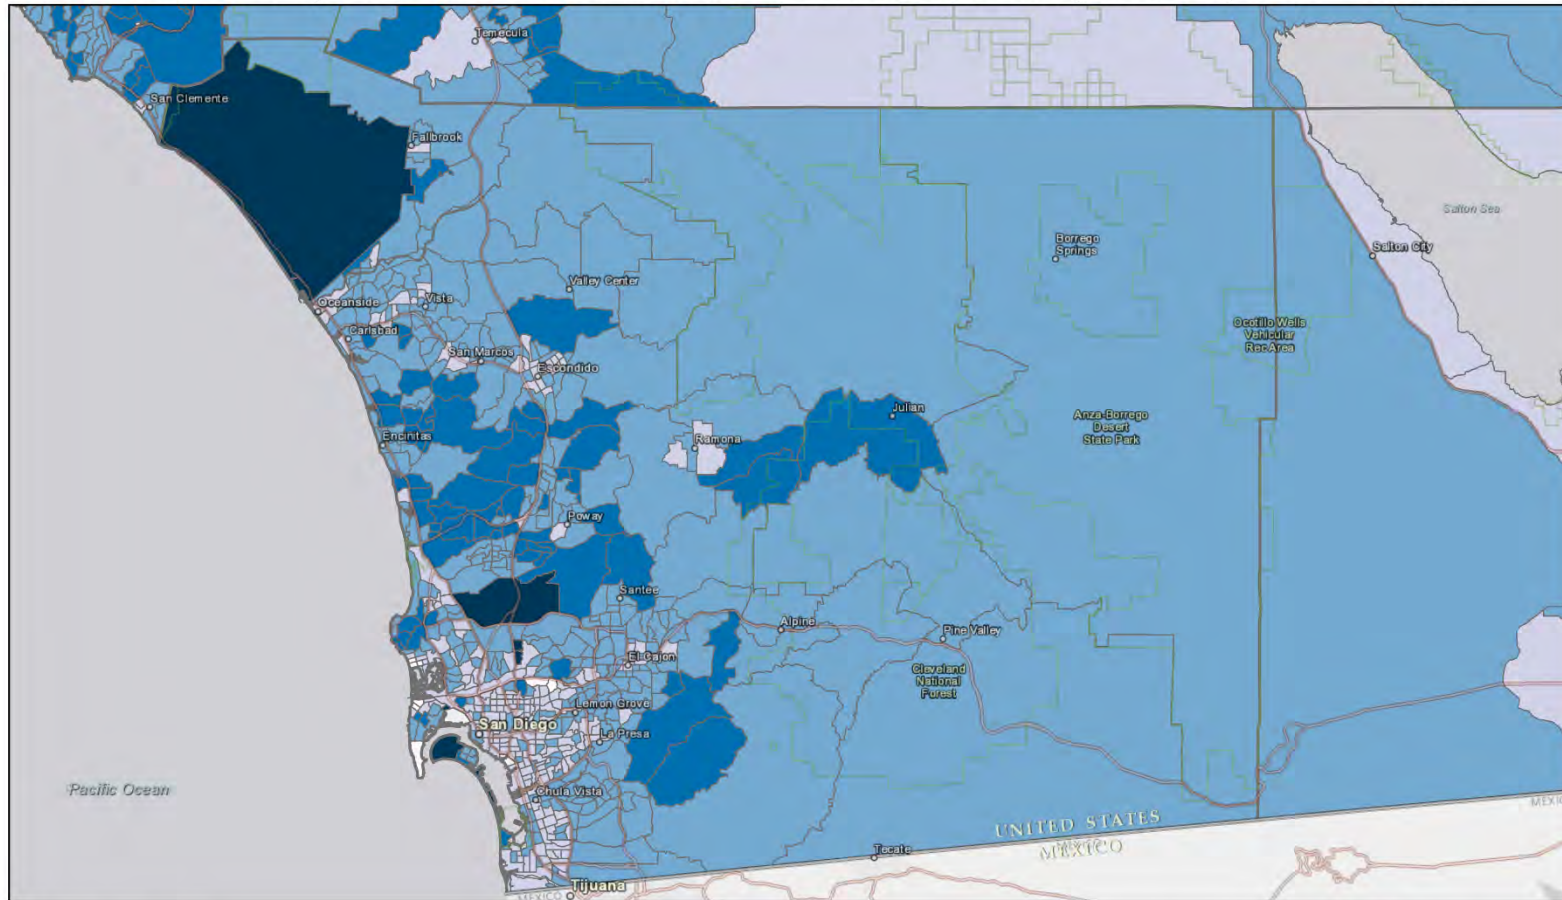 Temecula
San Clemente
Fallbrook
Salton Sea
Borrego
Springs
Salton City
Valley Center
Oceanside
Vista
Carlsbad
Ocotillo Wells
Vehicular
Rec Area
San Marcos
Escondido
Julian
Anza-Borrego
Desert
State Park
Encinitas
Ramona
Poway
Santee
Alpine
Pine Valley
El Cajon
Cleveland
National
Forest
Lemon Grove
San Diego
La Presa
Pacific Ocean
Chula Vista
UNITED STATES
MEXICO
Tecate
Tijuana
MEXICO